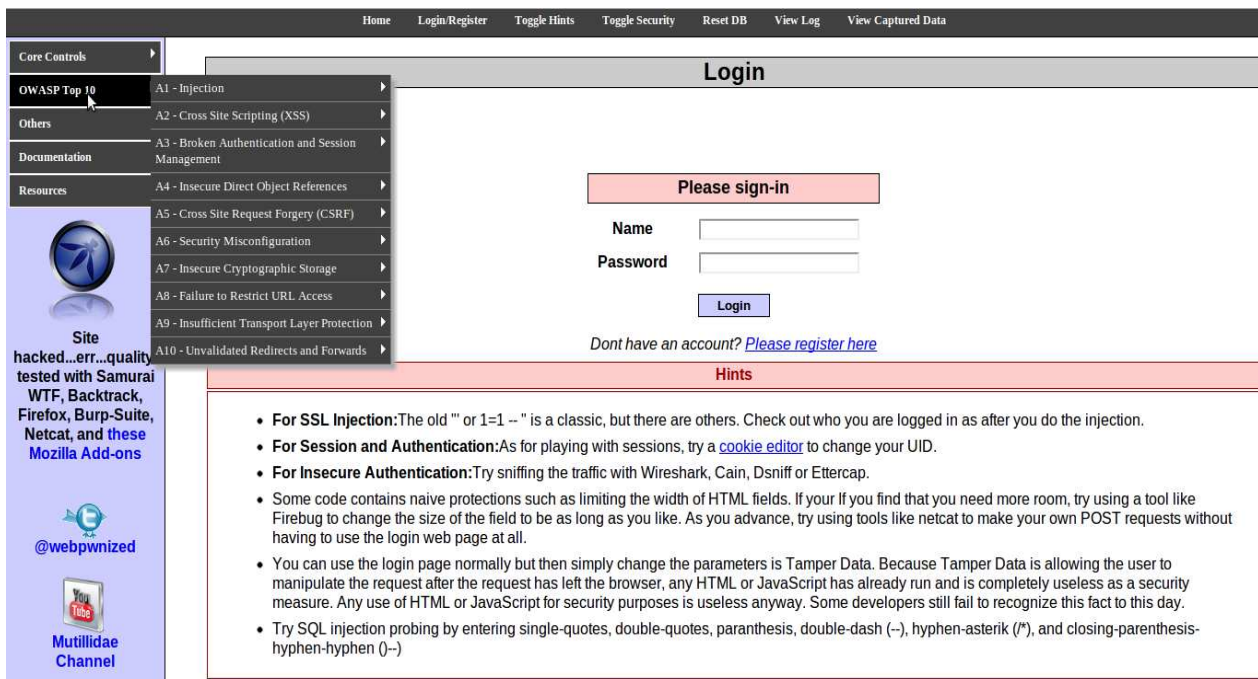 Home Login/Register Toggle Hints Toggle Security Reset DB View Log View Captured Data
Core Controls
OWASP Top 10
Others
Documentation
Resources
A1 - Injection
A2 - Cross Site Scripting (XSS)
A3 - Broken Authentication and Session
Management
A4 - Insecure Direct Object References
A5 - Cross Site Request Forgery (CSRF)
A6 - Security Misconfiguration
A7 - Insecure Cryptographic Storage
A8 - Failure to Restrict URL Access
A9 - Insufficient Transport Layer Protection
A10 - Unvalidated Redirects and Forwards
Site
hacked...err...quality
tested with Samurai
WTF, Backtrack,
Firefox, Burp-Suite,
Netcat, and these
Mozilla Add-ons
@webpwnized
You
Tube
Mutillidae
Channel
Login
Please sign-in
Name
Password
Login
Dont have an account? Please register here
Hints
• For SSL Injection:The old "' or 1=1 -- " is a classic, but there are others. Check out who you are logged in as after you do the injection.
• For Session and Authentication:As for playing with sessions, try a cookie editor to change your UID.
• For Insecure Authentication:Try sniffing the traffic with Wireshark, Cain, Dsniff or Ettercap.
• Some code contains naive protections such as limiting the width of HTML fields. If your If you find that you need more room, try using a tool like
Firebug to change the size of the field to be as long as you like. As you advance, try using tools like netcat to make your own POST requests without
having to use the login web page at all.
• You can use the login page normally but then simply change the parameters is Tamper Data. Because Tamper Data is allowing the user to
manipulate the request after the request has left the browser, any HTML or JavaScript has already run and is completely useless as a security
measure. Any use of HTML or JavaScript for security purposes is useless anyway. Some developers still fail to recognize this fact to this day.
• Try SQL injection probing by entering single-quotes, double-quotes, paranthesis, double-dash (--), hyphen-asterik (/*), and closing-parenthesis-
hyphen-hyphen ()--)